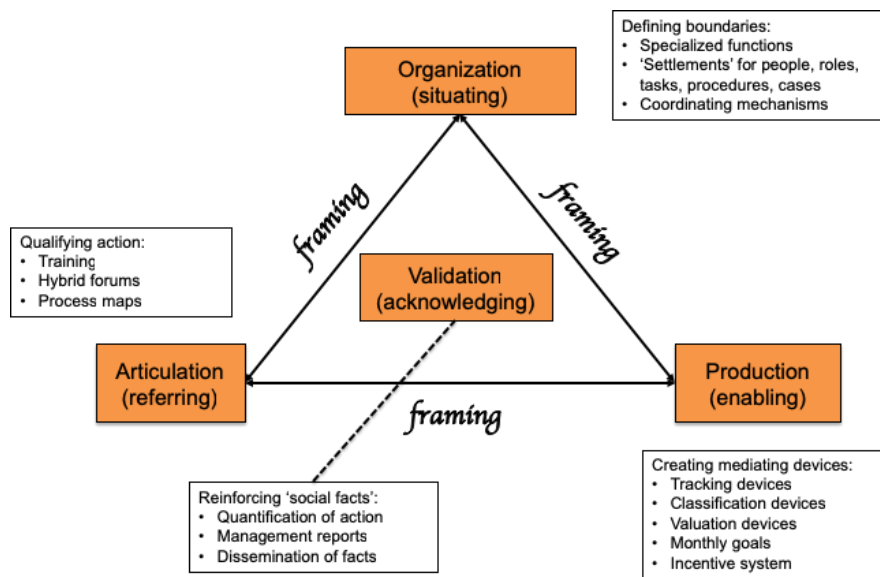 Defining boundaries:
• Specialized functions
• ‘Settlements’ for people, roles,
tasks, procedures, cases
• Coordinating mechanisms
Organization
(situating)
framing
framing
Qualifying action:
• Training
• Hybrid forums
• Process maps
Validation
(acknowledging)
Articulation
(referring)
Production
(enabling)
framing
Reinforcing ‘social facts’:
• Quantification of action
• Management reports
• Dissemination of facts
Creating mediating devices:
• Tracking devices
• Classification devices
• Valuation devices
• Monthly goals
• Incentive system